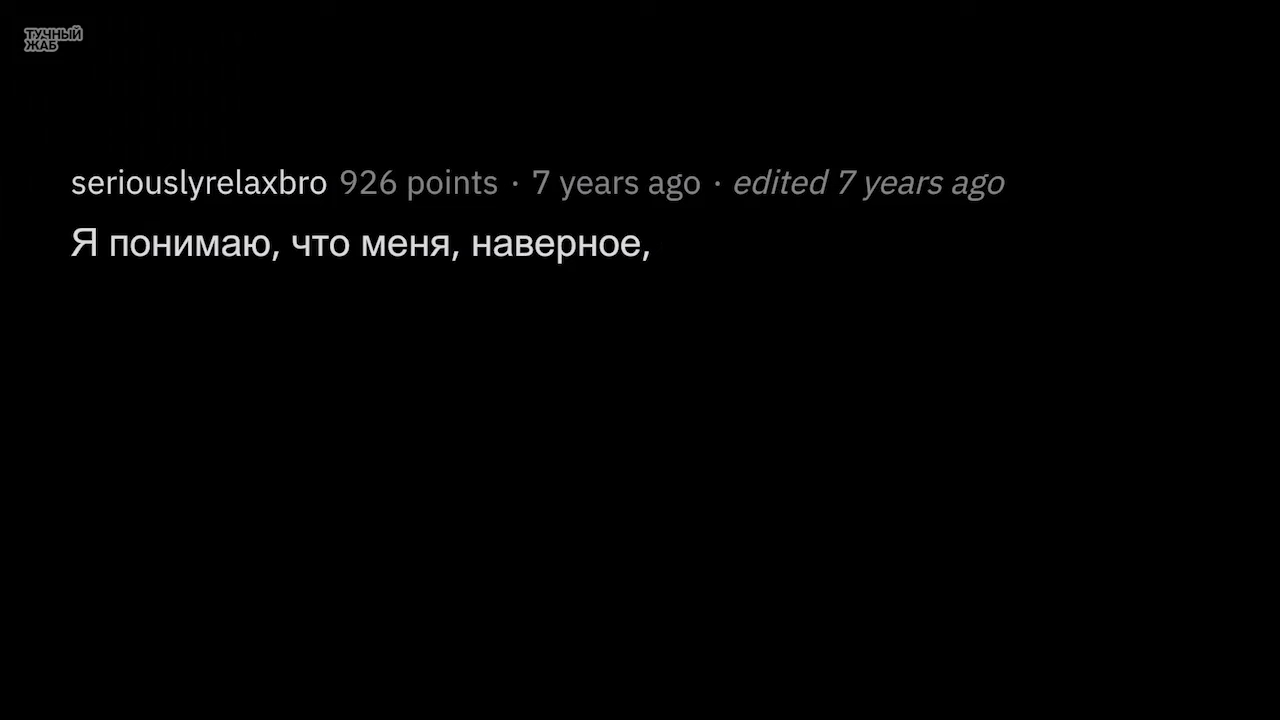 ТУЧНЫЙ
ЖАБ
seriouslyrelaxbro 926 points · 7 years ago · edited 7 years ago
Я понимаю, что меня, наверное,